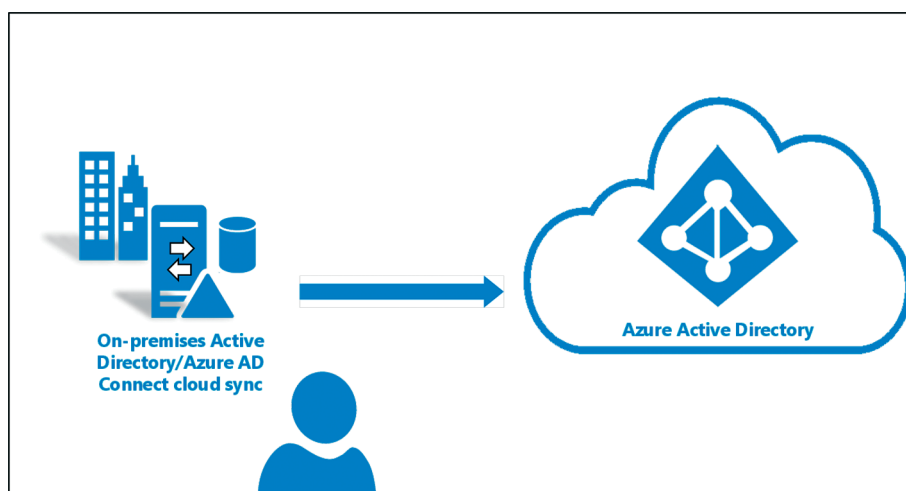 On-premises Active
Directory/Azure AD
Connect cloud sync
Azure Active Directory